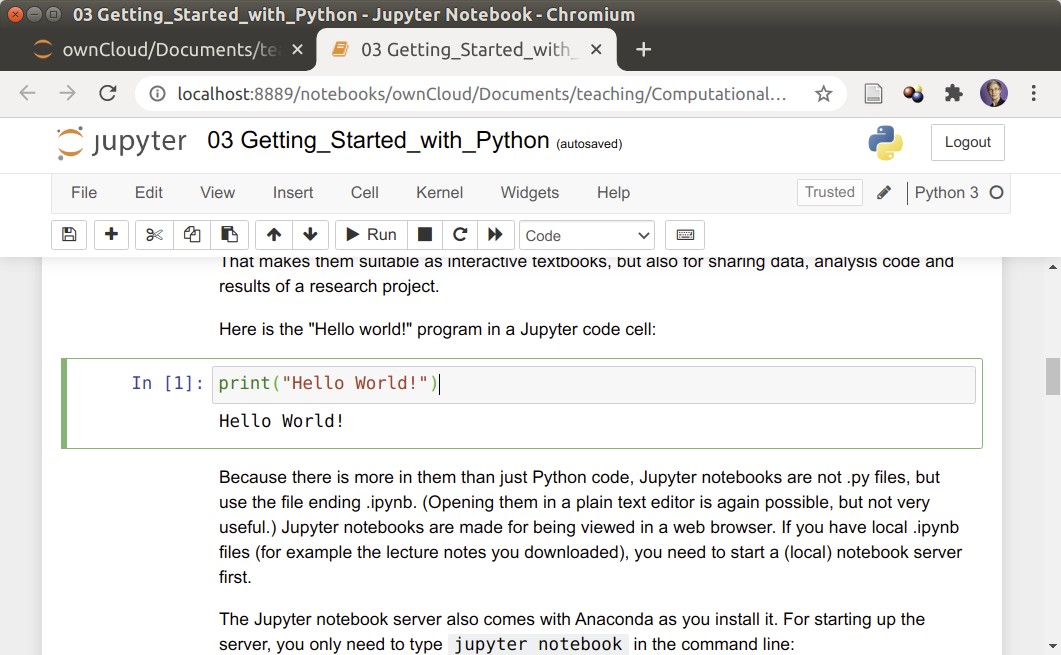 03 Getting_Started_with_Python - Jupyter Notebook - Chromium
ownCloud/Documents/te
03 Getting_Started_with_
localhost:8889/notebooks/ownCloud/Documents/teaching/Computational...
jupyter 03 Getting_Started_with_Python (autosaved)
Logout
File Edit View Insert Cell Kernel Widgets Help Trusted Python 3
Run Code
That makes them suitable as interactive textbooks, but also for sharing data, analysis code and
results of a research project.
Here is the "Hello world!" program in a Jupyter code cell:
In [1]: print("Hello World!")
Hello World!
Because there is more in them than just Python code, Jupyter notebooks are not .py files, but
use the file ending .ipynb. (Opening them in a plain text editor is again possible, but not very
useful.) Jupyter notebooks are made for being viewed in a web browser. If you have local .ipynb
files (for example the lecture notes you downloaded), you need to start a (local) notebook server
first.
The Jupyter notebook server also comes with Anaconda as you install it. For starting up the
server, you only need to type jupyter notebook in the command line: